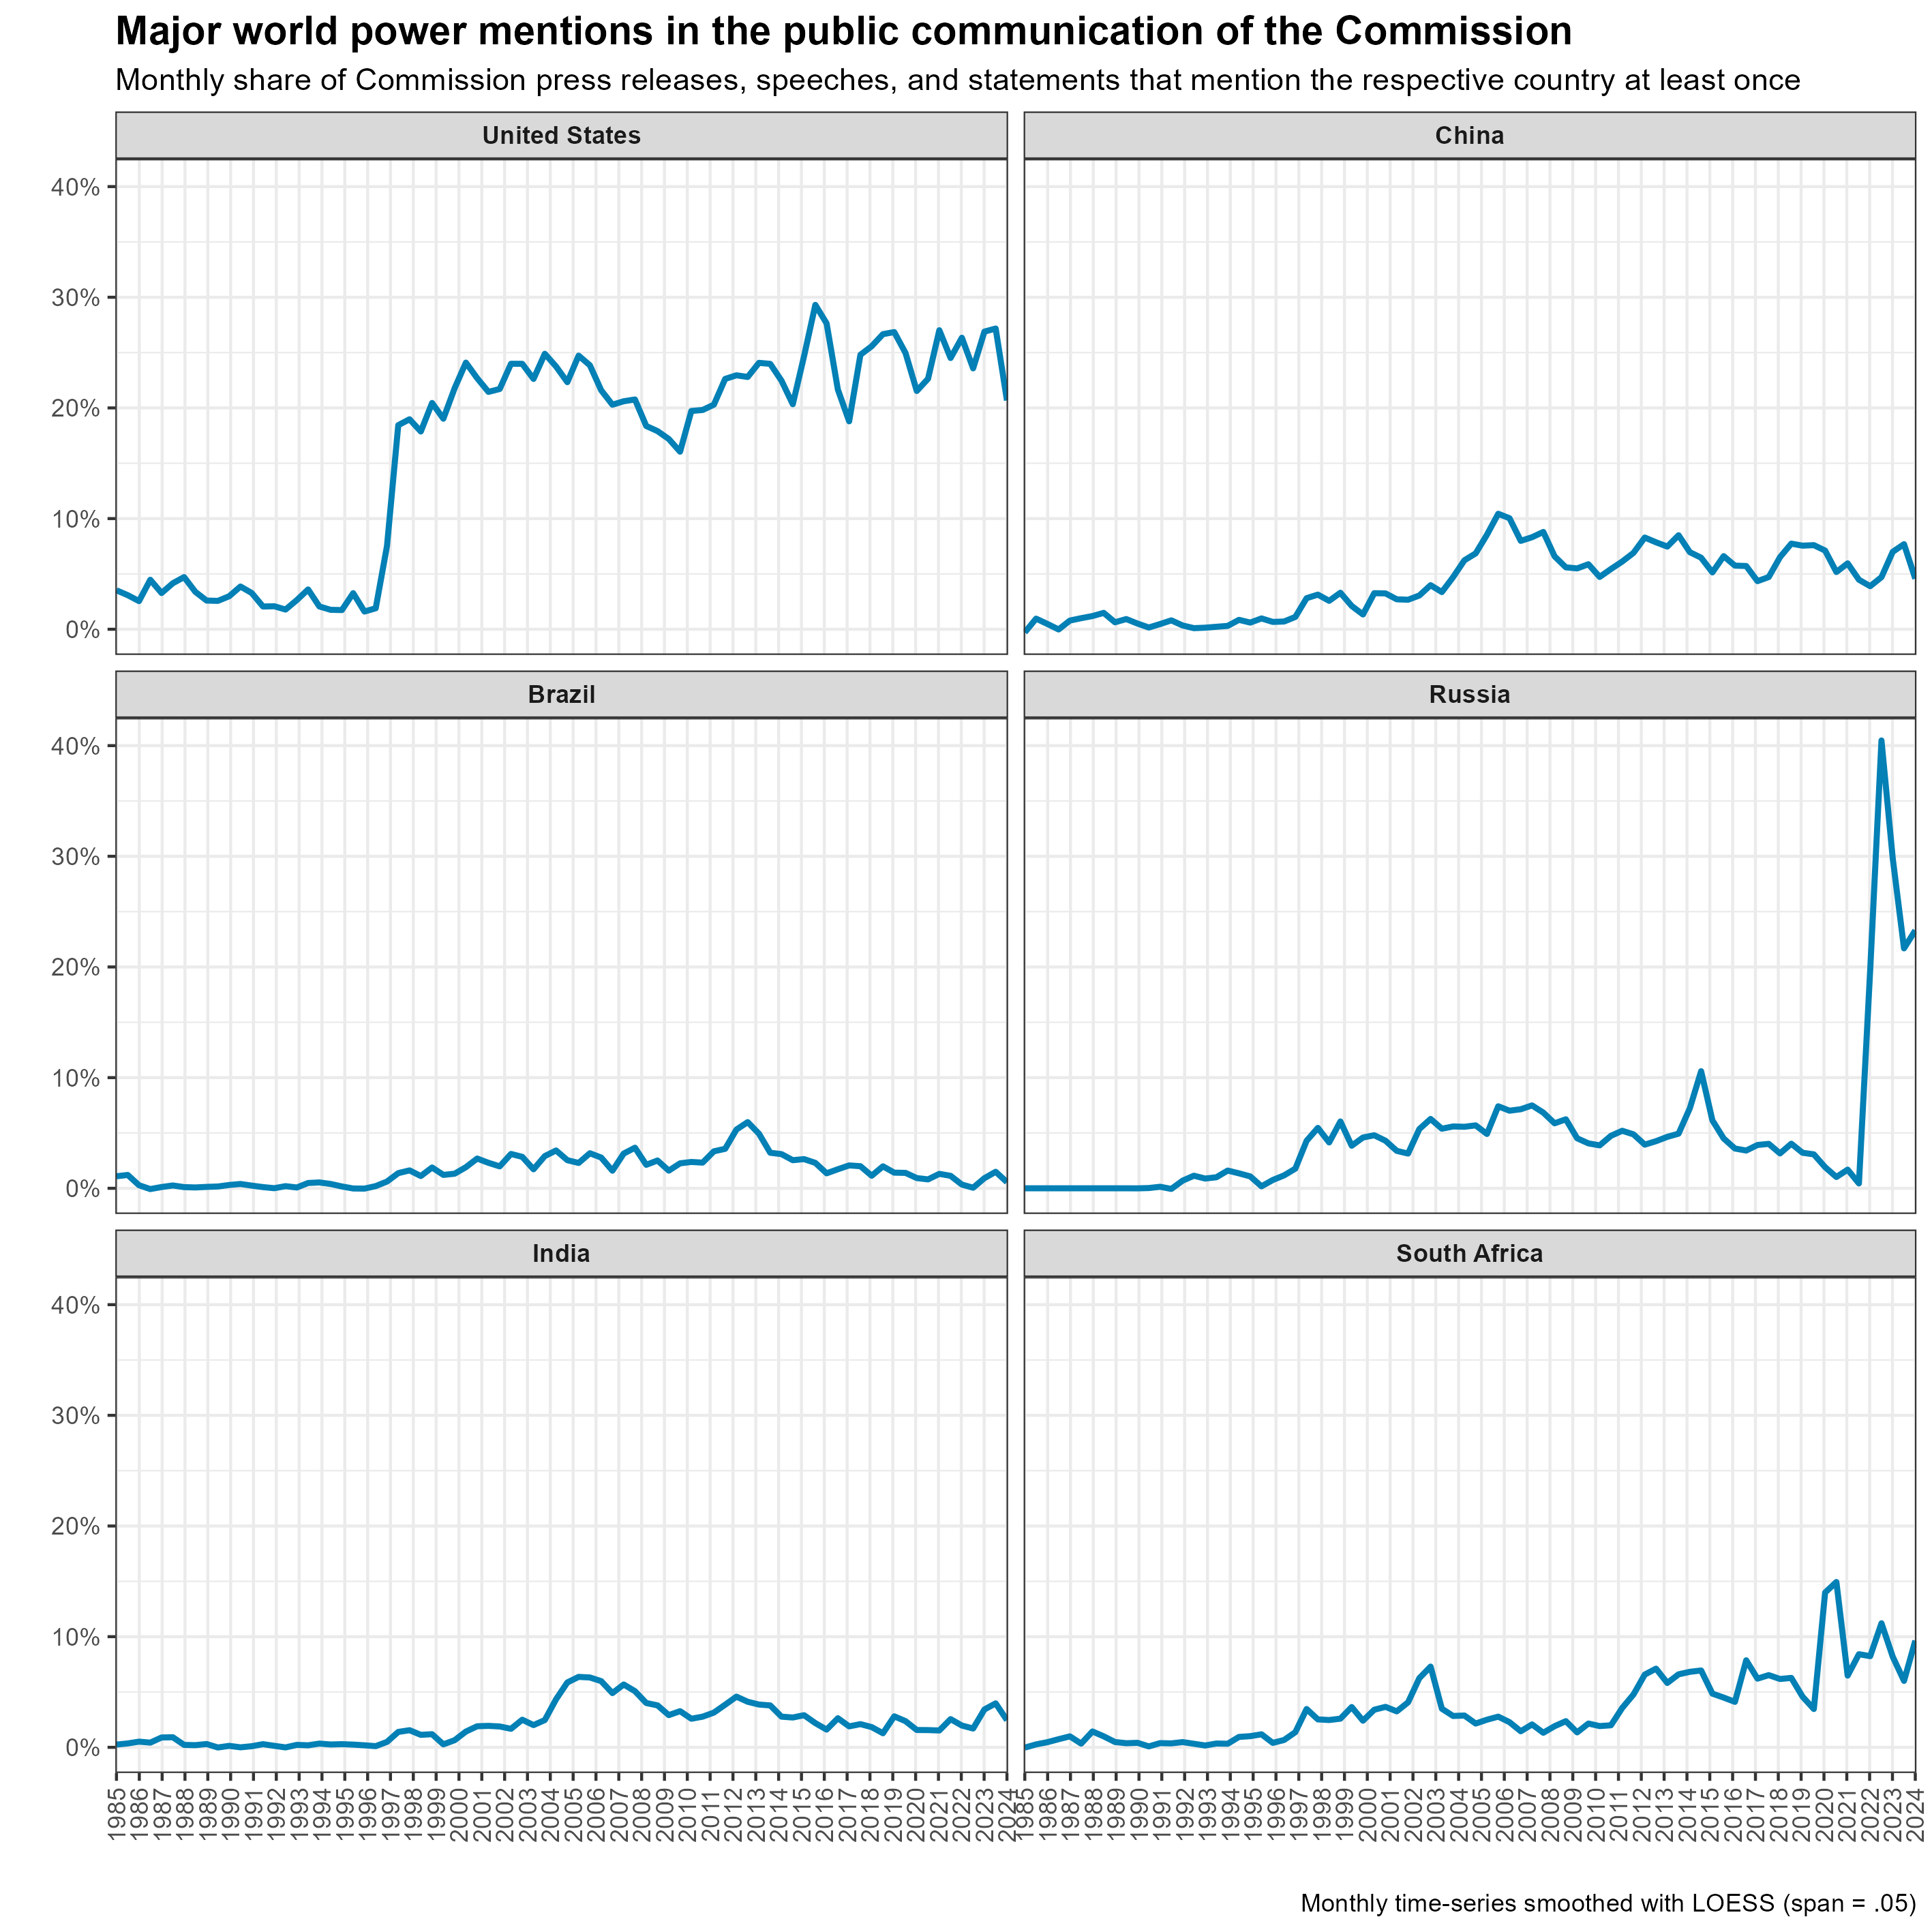 Major world power mentions in the public communication of the Commission
Monthly share of Commission press releases, speeches, and statements that mention the respective country at least once
United States
China
40%
30%
20%
10%
0%
Brazil
Russia
40%
30%
20%
10%
0%
India
South Africa
40%
30%
20%
10%
0%
1985 1986 1987 1988 1989 1990 1991 1992 1993 1994 1995 1996 1997 1998 1999 2000 2001 2002 2003 2004 2005 2006 2007 2008 2009 2010 2011 2012 2013 2014 2015 2016 2017 2018 2019 2020 2021 2022 2023 2024
1985 1986 1987 1988 1989 1990 1991 1992 1993 1994 1995 1996 1997 1998 1999 2000 2001 2002 2003 2004 2005 2006 2007 2008 2009 2010 2011 2012 2013 2014 2015 2016 2017 2018 2019 2020 2021 2022 2023 2024
Monthly time-series smoothed with LOESS (span = .05)